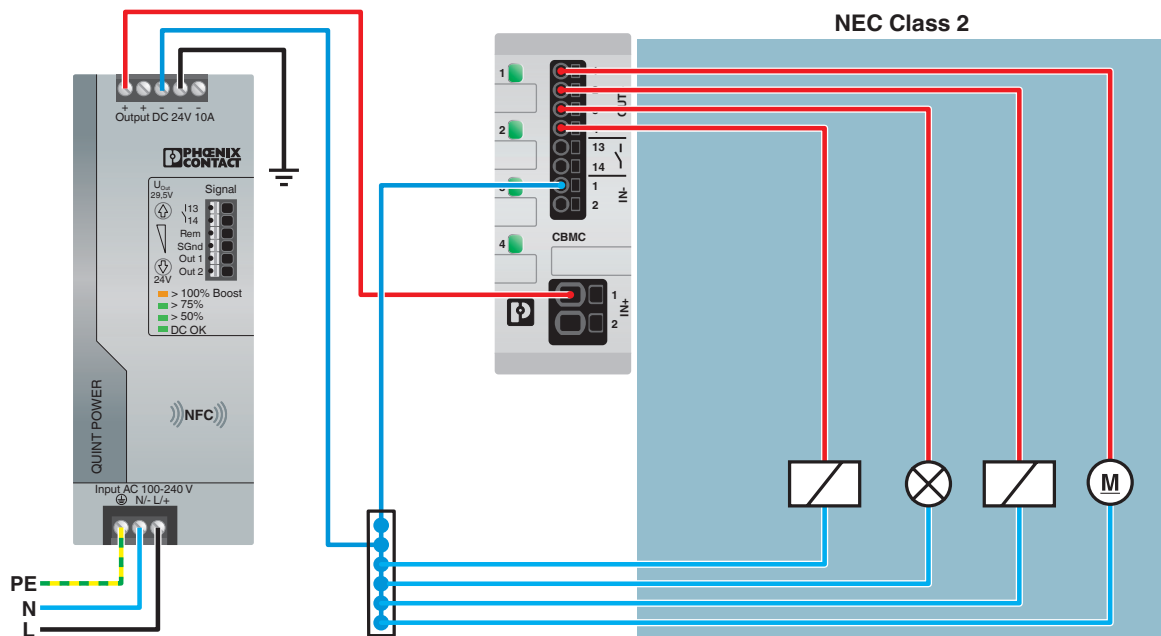 NEC Class 2
+ + – – –
Output DC 24V 10A
PHŒNIX
CONTACT
UOut
29,5V
Signal
13
14
Rem
SGnd
Out 1
Out 2
24V
> 100% Boost
> 75%
> 50%
DC OK
QUINT POWER
NFC
Input AC 100-240 V
N/- L/+
PE
N
L
1
2
4
OUT
13
14
1
2
IN-
CBMC
1
2
IN+
M